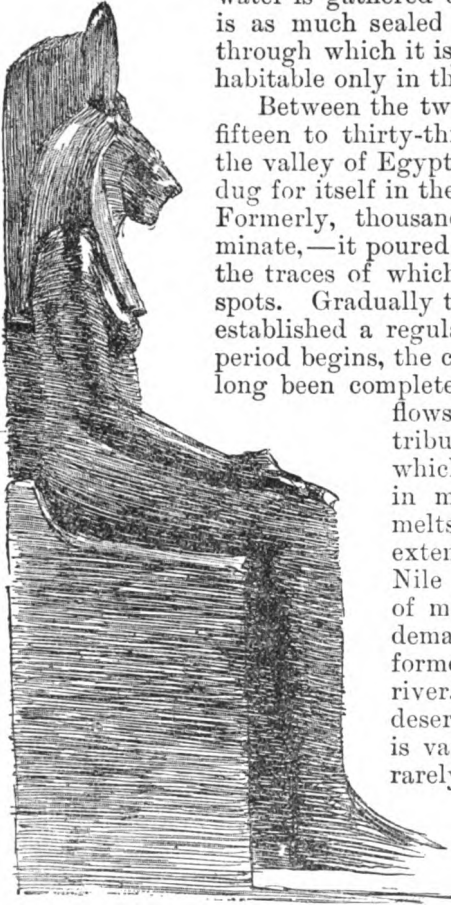 water is gathered
is as much sealed
through which it is
habitable only in th
Between the tw
fifteen to thirty-th
the valley of Egypt
dug for itself in the
Formerly, thousan
minate,—it poured
the traces of which
spots. Gradually t
established a regula
period begins, the c
long been complete
flows
tribu
which
in m
melts
exter
Nile
of m
dema
forme
river.
deser
is va
rarely